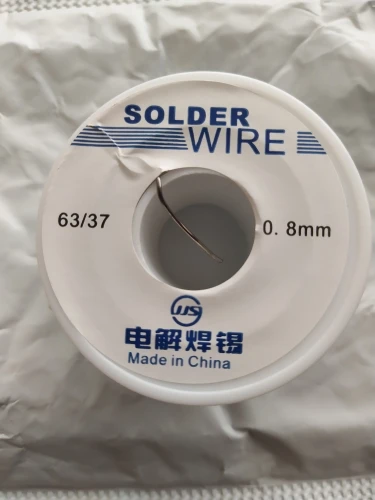 SOLDER
WIRE
63/37
0.8mm
电解焊锡
Made in China